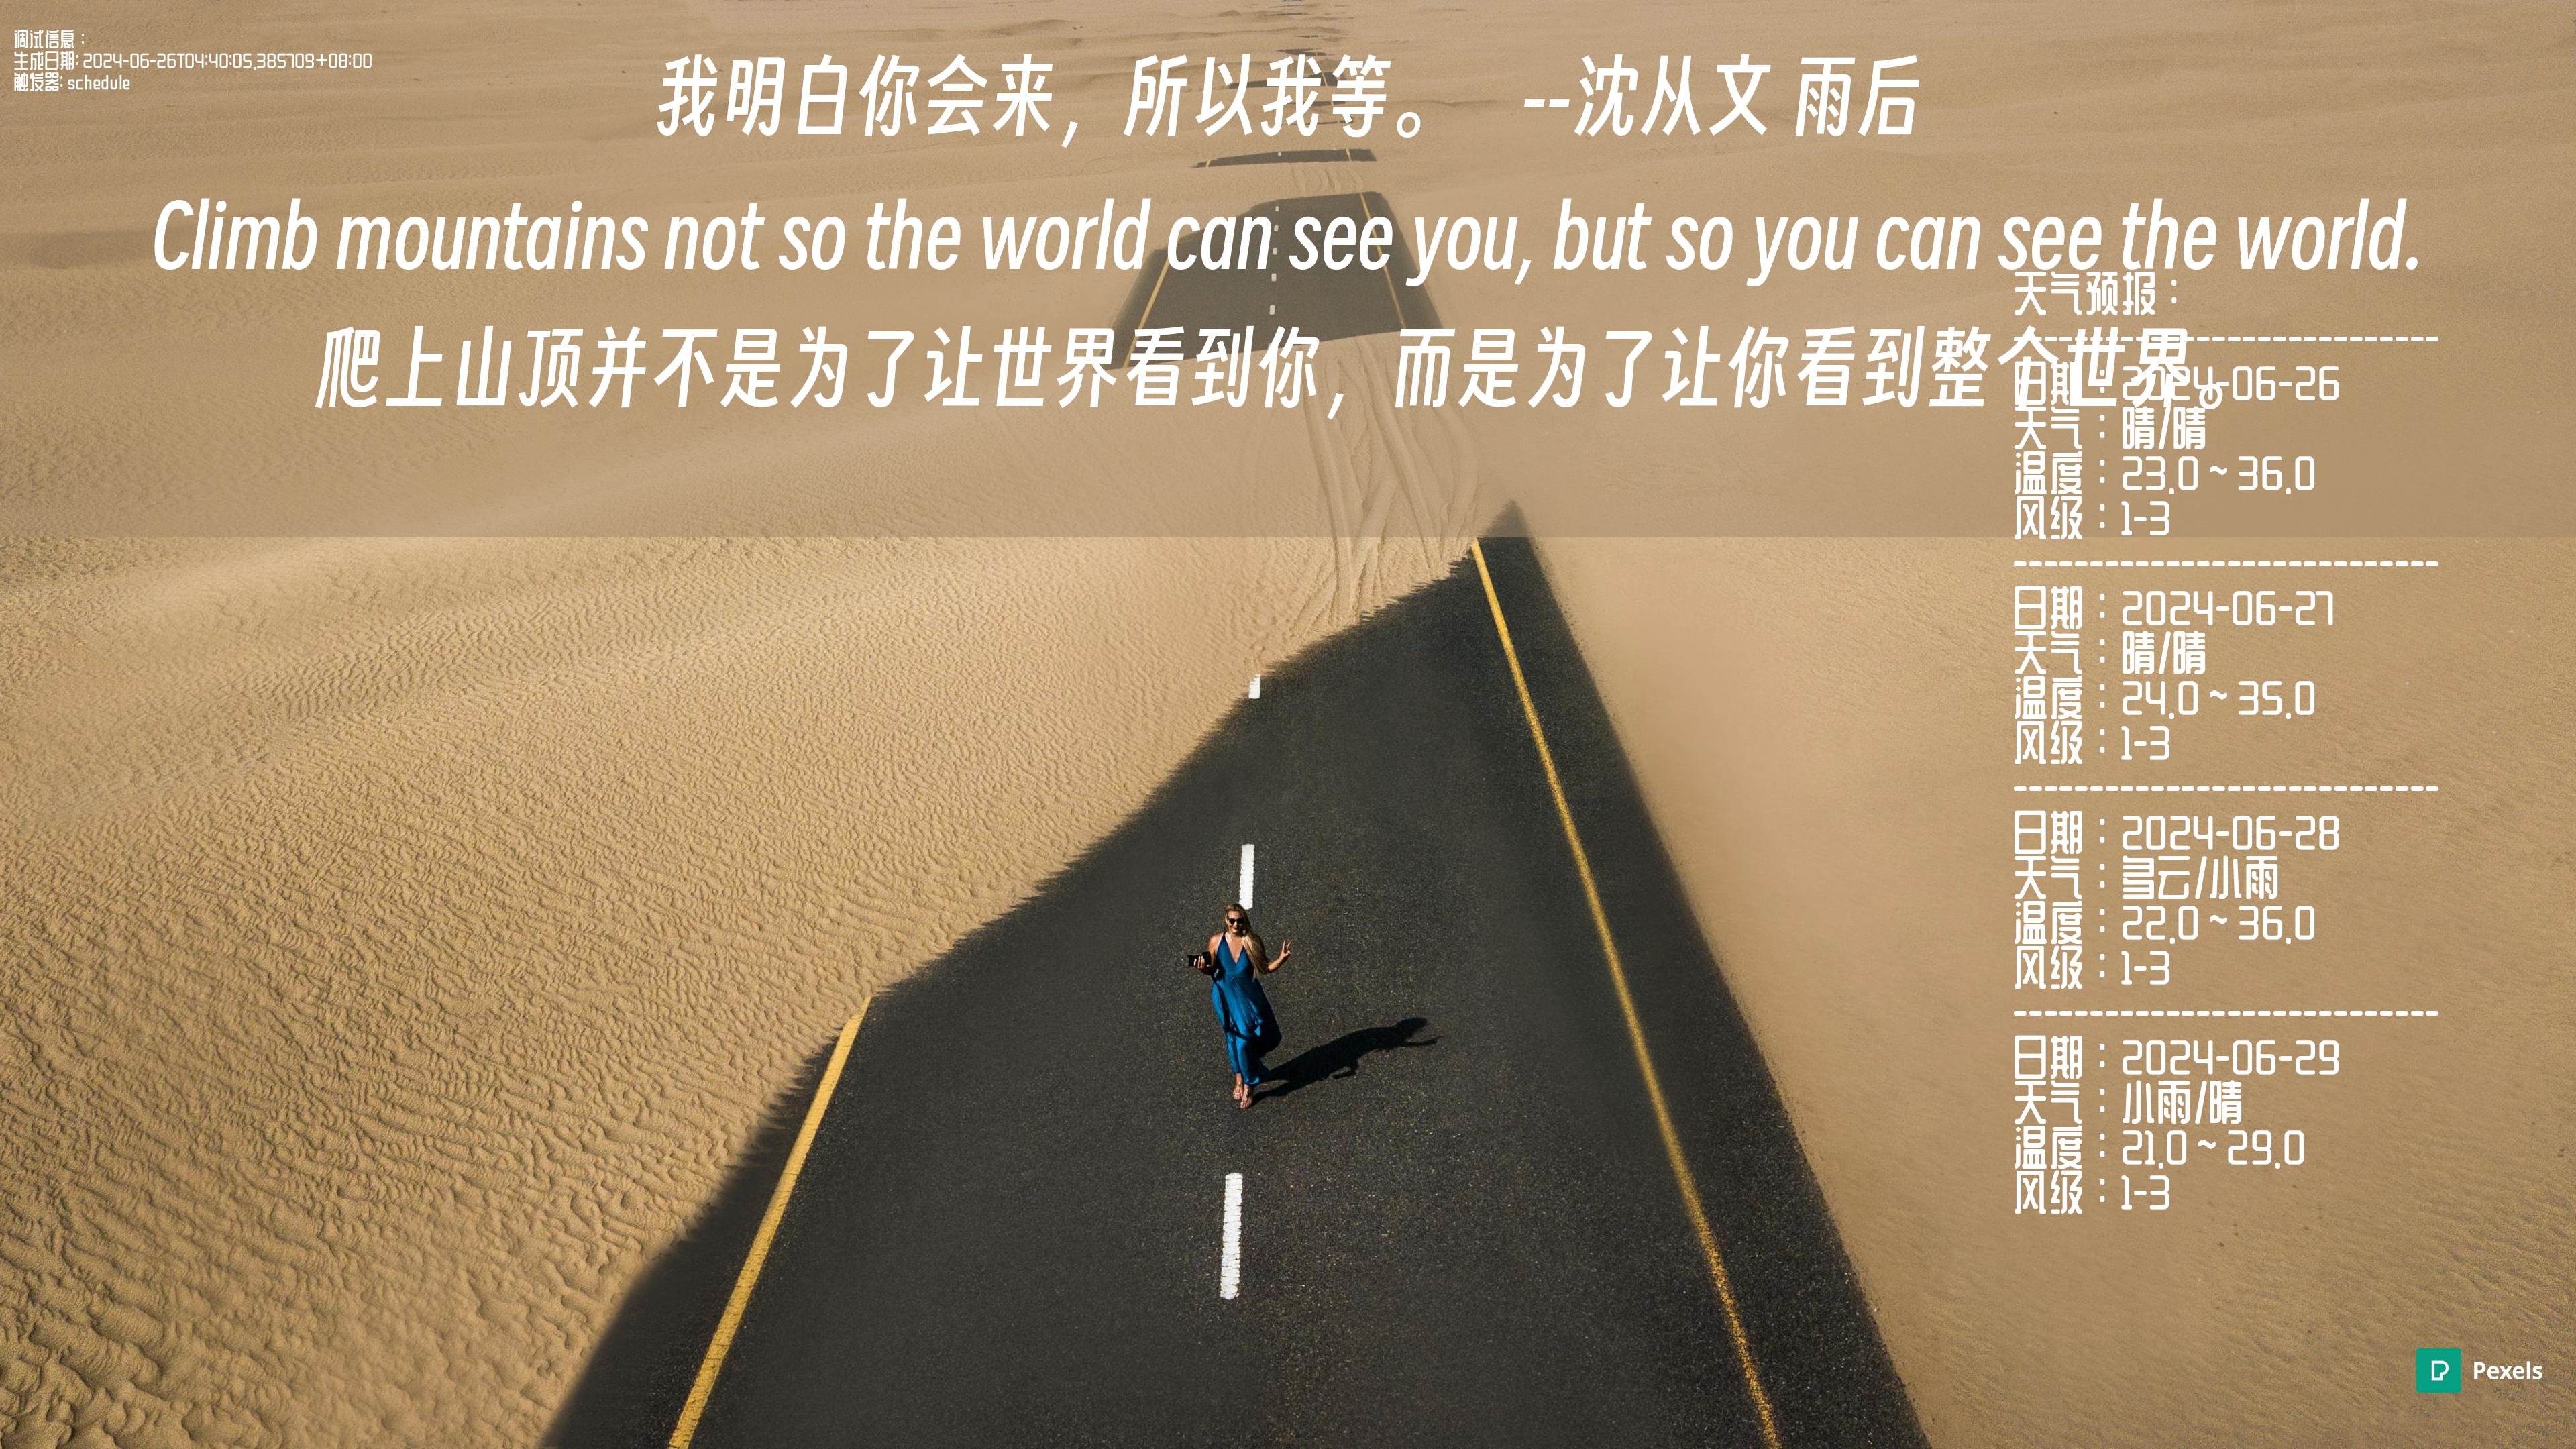 调试信息：
生成日期: 2024-06-26T04:40:05.385709+08:00
触发器: schedule
我明白你会来，所以我等。 --沈从文 雨后
Climb mountains not so the world can see you, but so you can see the world.
爬上山顶并不是为了让世界看到你，而是为了让你看到整个世界。
天气预报：
----------------------------
日期：2024-06-26
天气：晴/晴
温度：23.0 ~ 36.0
风级：1-3
----------------------------
日期：2024-06-27
天气：晴/晴
温度：24.0 ~ 35.0
风级：1-3
----------------------------
日期：2024-06-28
天气：多云/小雨
温度：22.0 ~ 36.0
风级：1-3
----------------------------
日期：2024-06-29
天气：小雨/晴
温度：21.0 ~ 29.0
风级：1-3
Pexels